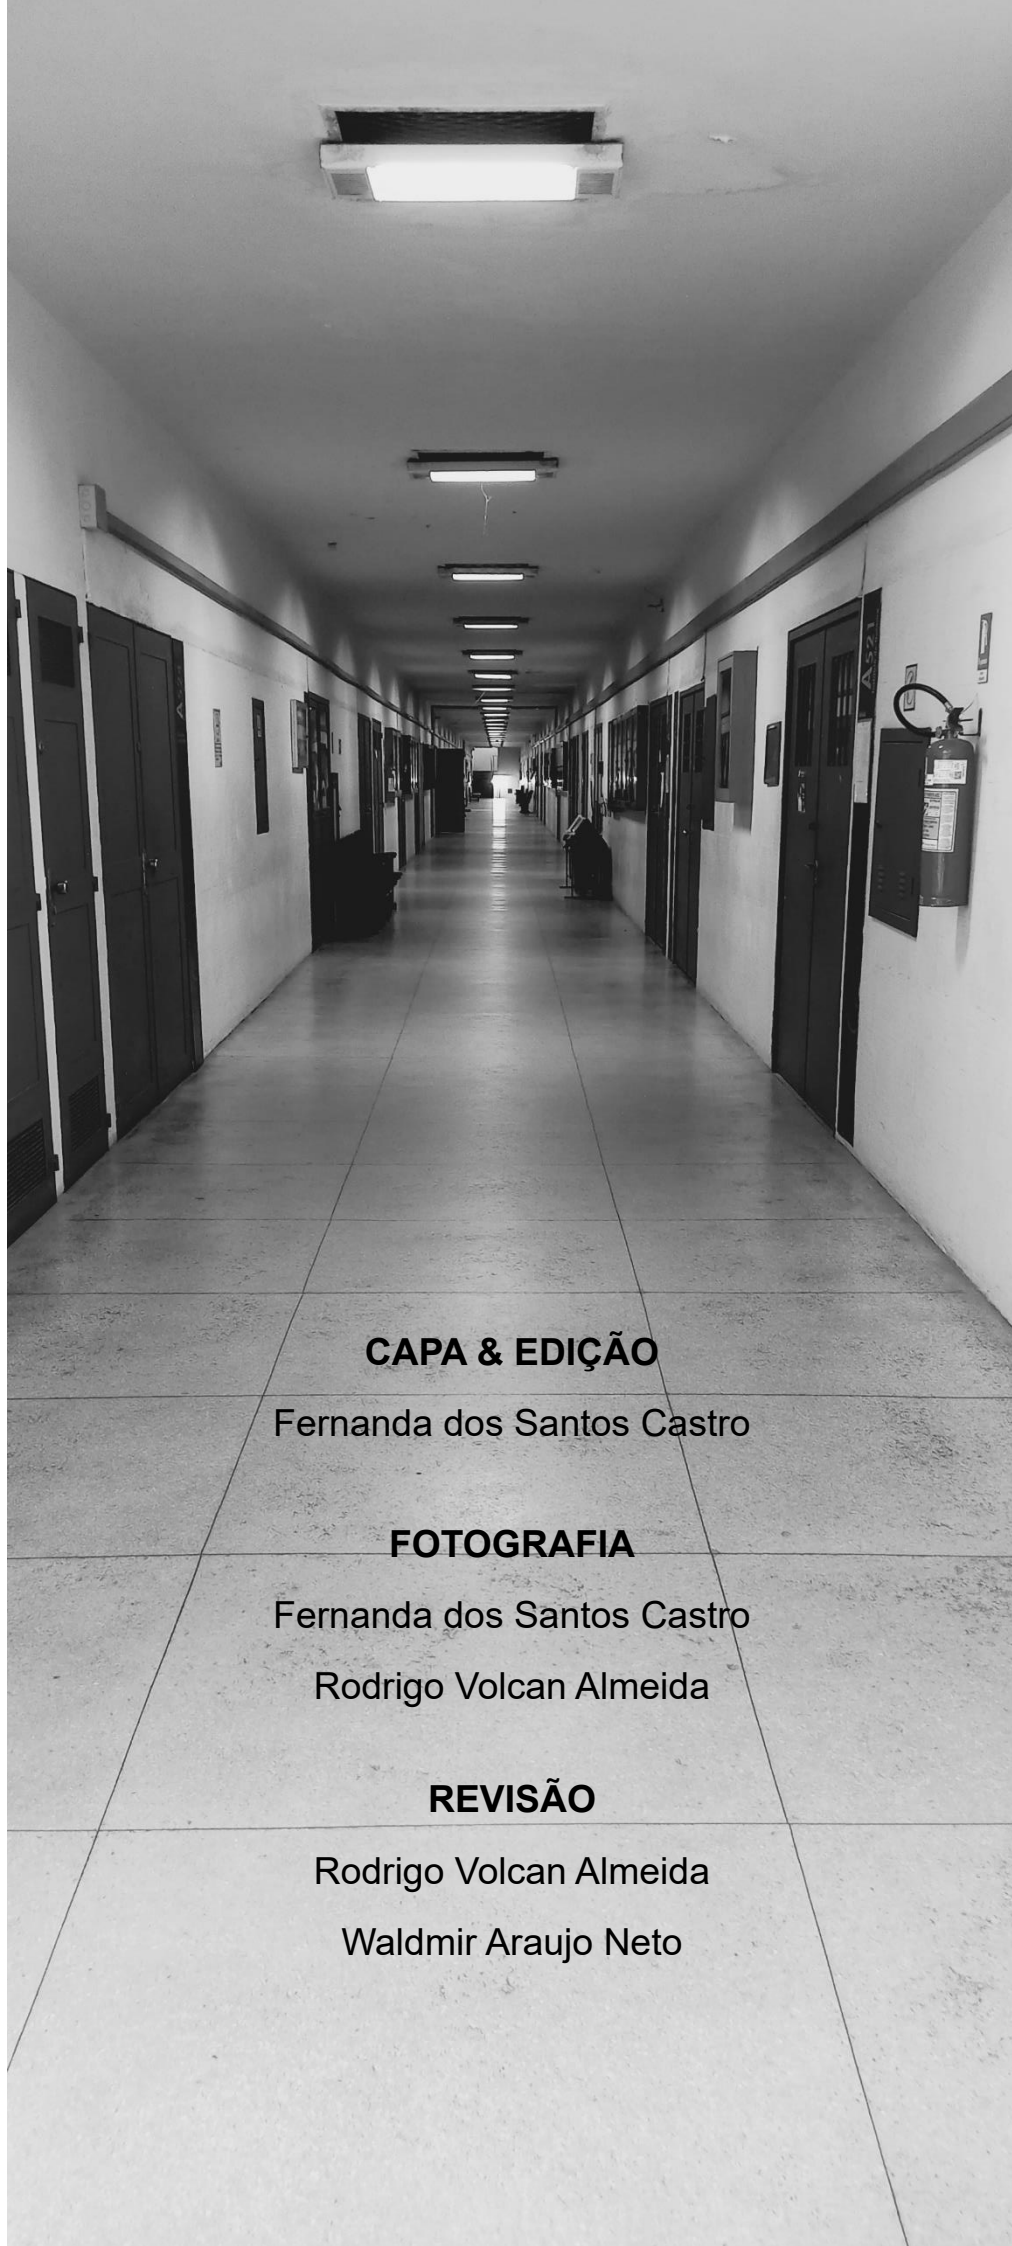 A521
CAPA & EDIÇÃO
Fernanda dos Santos Castro
FOTOGRAFIA
Fernanda dos Santos Castro
Rodrigo Volcan Almeida
REVISÃO
Rodrigo Volcan Almeida
Waldmir Araujo Neto